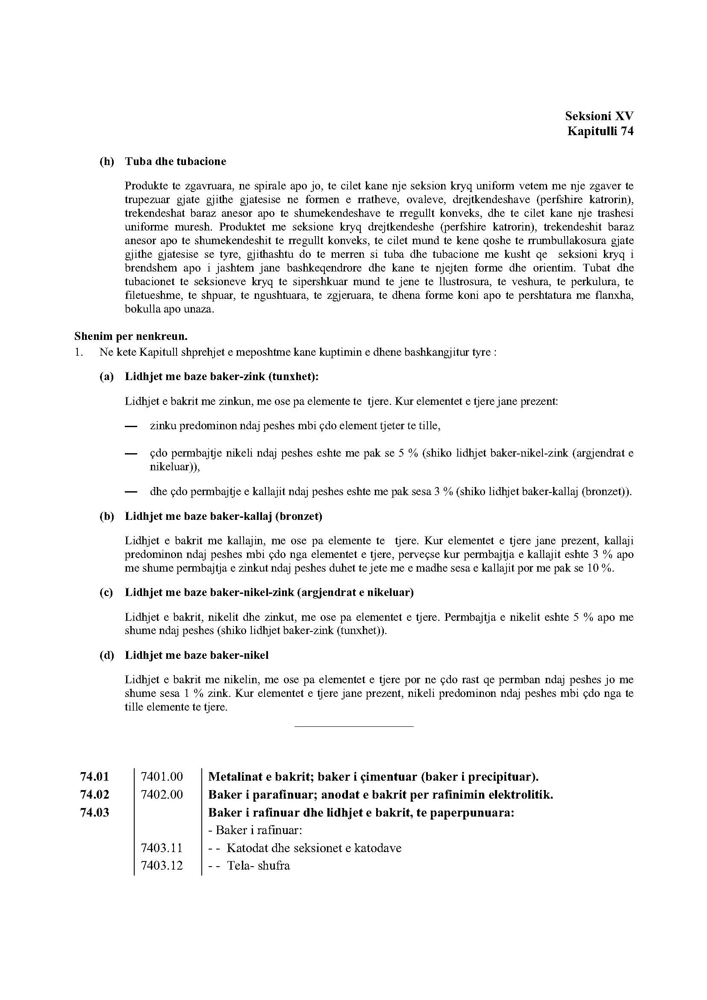 Seksioni XV
Kapitulli 74
(h) Tuba dhe tubacione
Produkte te zgavruara, ne spirale apo jo, te cilet kane nje seksion kryq uniform vetem me nje zgaver te
trupezuar gjate gjithe gjatesise ne formen e rratheve, ovaleve, drejtkendeshave (perfshire katrorin),
trekendeshat baraz anesor apo te shumekendeshave te rregullt konveks, dhe te cilet kane nje trashesi
uniforme muresh. Produktet me seksione kryq drejtkendeshe (perfshire katrorin), trekendeshit baraz
anesor apo te shumekendeshit te rregullt konveks, te cilet mund te kene qoshe te rrumbullakosura gjate
gjithe gjatesise se tyre, gjithashtu do te merren si tuba dhe tubacione me kusht qe seksioni kryq i
brendshem apo i jashtem jane bashkeqendrore dhe kane te njejten forme dhe orientim. Tubat dhe
tubacionet te seksioneve kryq te sipershkuar mund te jene te llustrosura, te veshura, te perkulura, te
filetueshme, te shpuar, te ngushtuara, te zgjeruara, te dhena forme koni apo te pershtatura me flanxha,
bokulla apo unaza.
Shenim per nenkreun.
1. Ne kete Kapitull shprehjet e meposhtme kane kuptimin e dhene bashkangjitur tyre :
(a) Lidhjet me baze baker-zink (tunxhet):
Lidhjet e bakrit me zinkun, me ose pa elemente te tjere. Kur elementet e tjere jane prezent:
— zinku predominon ndaj peshes mbi çdo element tjeter te tille,
— çdo permbajtje nikeli ndaj peshes eshte me pak se 5 % (shiko lidhjet baker-nikel-zink (argjendrat e
nikeluar)),
— dhe çdo permbajtje e kallajit ndaj peshes eshte me pak sesa 3 % (shiko lidhjet baker-kallaj (bronzet)).
(b) Lidhjet me baze baker-kallaj (bronzet)
Lidhjet e bakrit me kallajin, me ose pa elemente te tjere. Kur elementet e tjere jane prezent, kallaji
predominon ndaj peshes mbi çdo nga elementet e tjere, perveçse kur permbajtja e kallajit eshte 3 % apo
me shume permbajtja e zinkut ndaj peshes duhet te jete me e madhe sesa e kallajit por me pak se 10 %.
(c) Lidhjet me baze baker-nikel-zink (argjendrat e nikeluar)
Lidhjet e bakrit, nikelit dhe zinkut, me ose pa elementet e tjere. Permbajtja e nikelit eshte 5 % apo me
shume ndaj peshes (shiko lidhjet baker-zink (tunxhet)).
(d) Lidhjet me baze baker-nikel
Lidhjet e bakrit me nikelin, me ose pa elementet e tjere por ne çdo rast qe permban ndaj peshes jo me
shume sesa 1 % zink. Kur elementet e tjere jane prezent, nikeli predominon ndaj peshes mbi çdo nga te
tille elemente te tjere.
74.01 7401.00 Metalinat e bakrit; baker i çimentuar (baker i precipituar).
74.02 7402.00 Baker i parafinuar; anodat e bakrit per rafinimin elektrolitik.
74.03 Baker i rafinuar dhe lidhjet e bakrit, te paperpunuara:
- Baker i rafinuar:
7403.11 - - Katodat dhe seksionet e katodave
7403.12 - - Tela- shufra